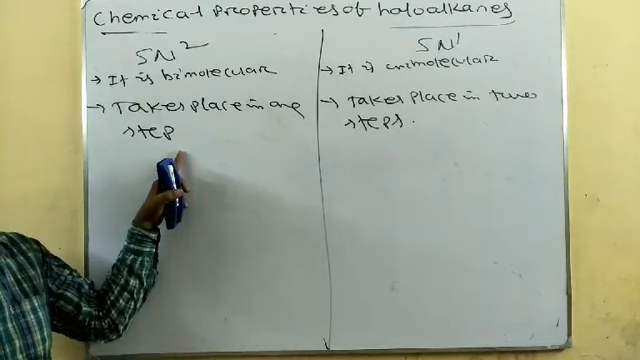 Chemical properities of haloalkanes
SN2
→ It is bimolecular
→ Takes place in one
step
SN1
→ It is unimolecular
→ Takes place in two
steps.